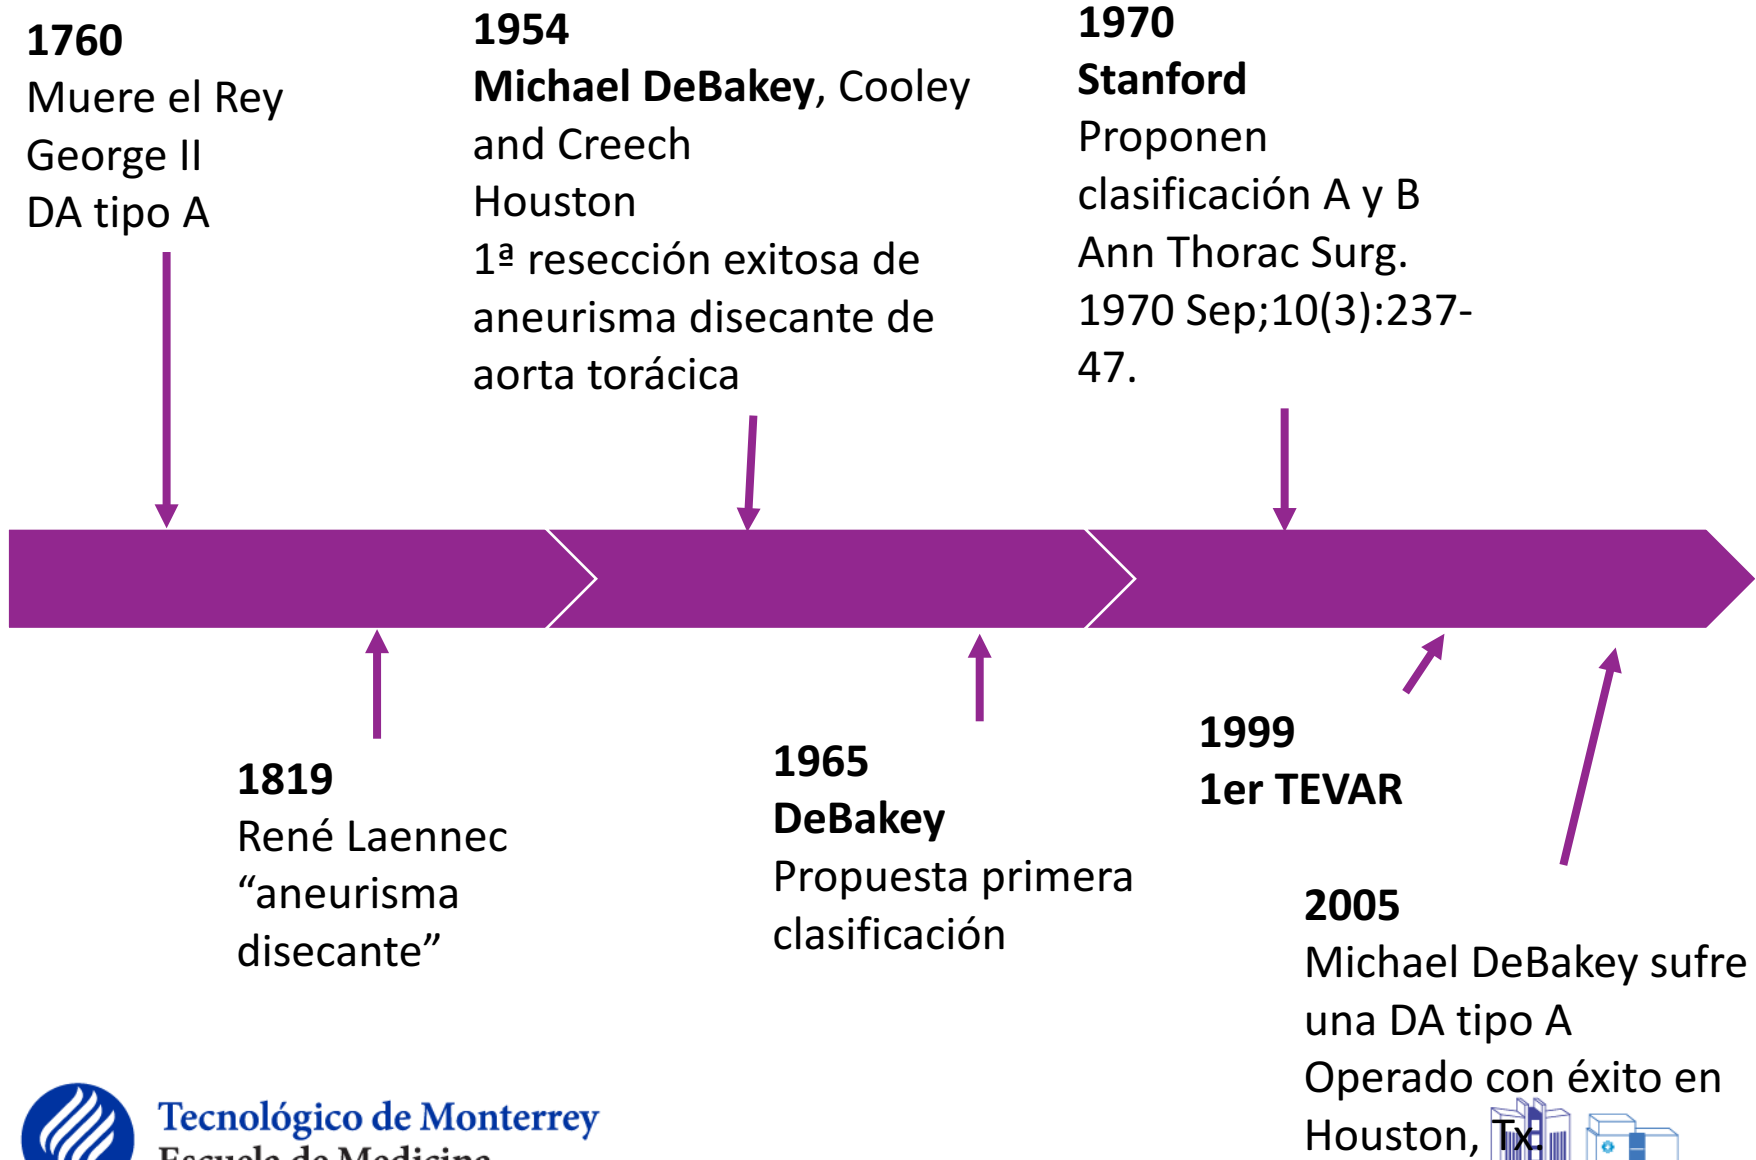 1760
Muere el Rey
George II
DA tipo A
1954
Michael DeBakey, Cooley
and Creech
Houston
1ª resección exitosa de
aneurisma disecante de
aorta torácica
1970
Stanford
Proponen
clasificación A y B
Ann Thorac Surg.
1970 Sep;10(3):237-
47.
1819
René Laennec
“aneurisma
disecante”
1965
DeBakey
Propuesta primera
clasificación
1999
1er TEVAR
2005
Michael DeBakey sufre
una DA tipo A
Operado con éxito en
Houston, Tx.
Tecnológico de Monterrey
Escuela de Medicina